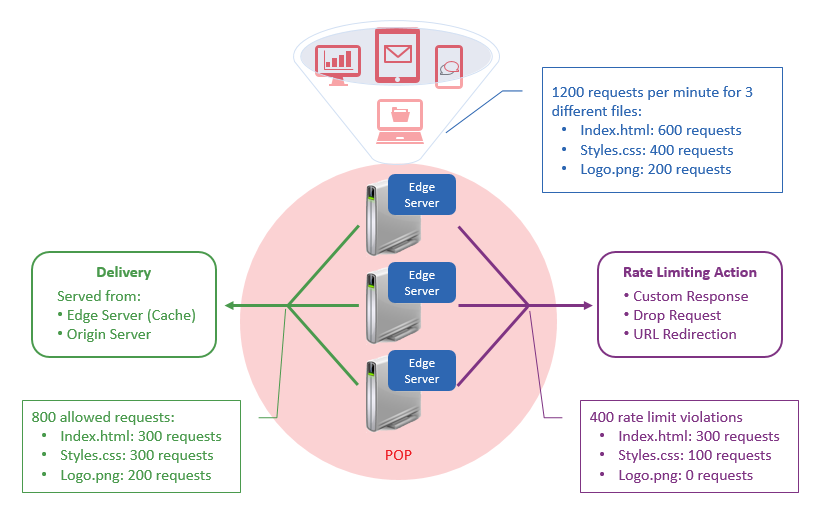 1200 requests per minute for 3
different files:
• Index.html: 600 requests
• Styles.css: 400 requests
• Logo.png: 200 requests
Edge
Server
Edge
Server
Edge
Server
Delivery
Served from:
• Edge Server (Cache)
• Origin Server
Rate Limiting Action
• Custom Response
• Drop Request
• URL Redirection
800 allowed requests:
• Index.html: 300 requests
• Styles.css: 300 requests
• Logo.png: 200 requests
POP
400 rate limit violations
• Index.html: 300 requests
• Styles.css: 100 requests
• Logo.png: 0 requests